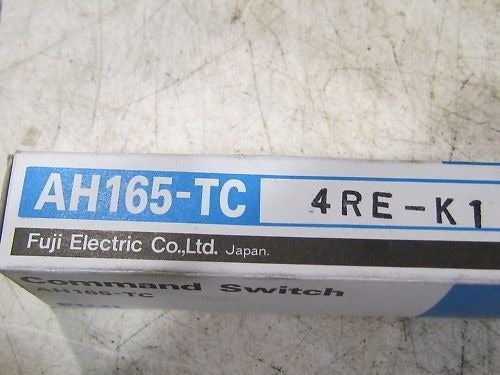 AH165-TC 4RE-K1
Fuji Electric Co.,Ltd. Japan.
Command Switch
AH165-TC